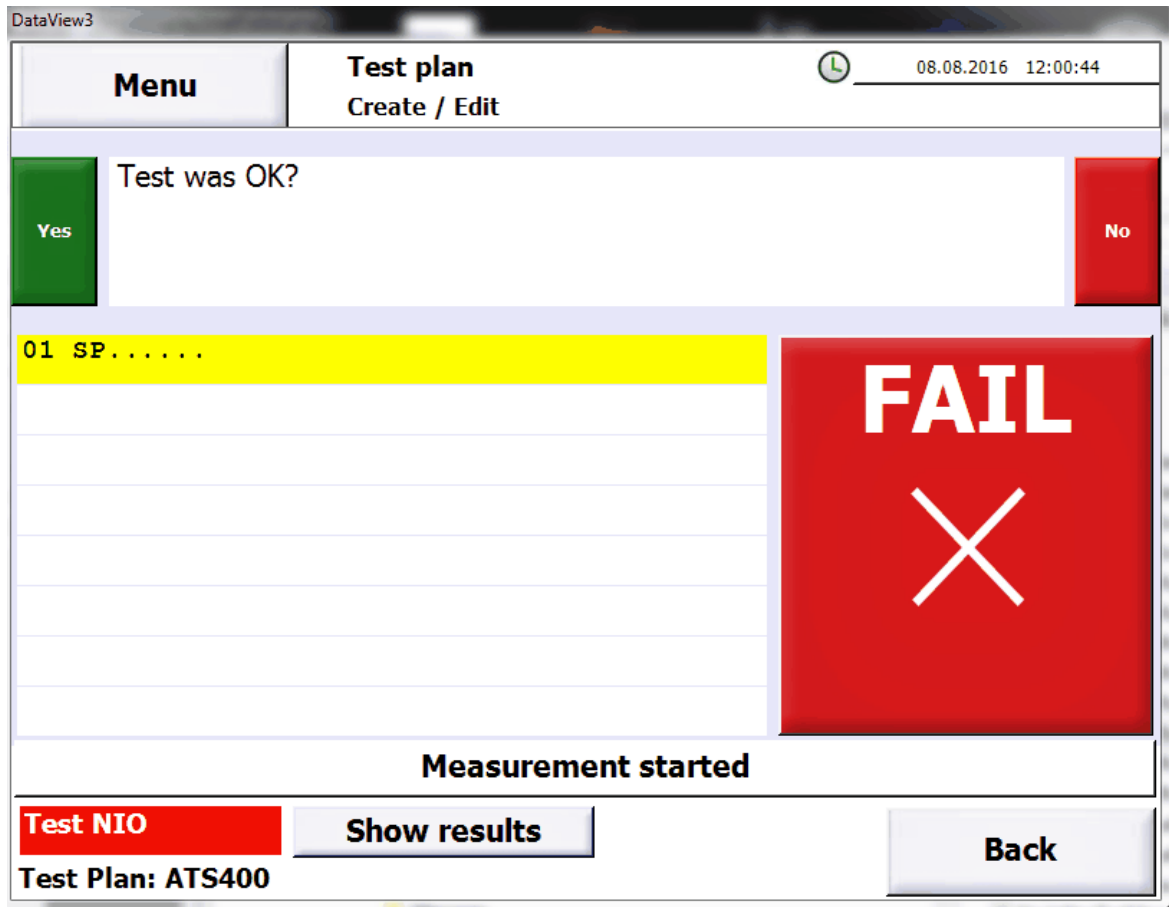 DataView3
Menu
Test plan
08.08.2016 12:00:44
Create / Edit
Yes
Test was OK?
No
01 SP......
FAIL
Measurement started
Test NIO
Show results
Back
Test Plan: ATS400